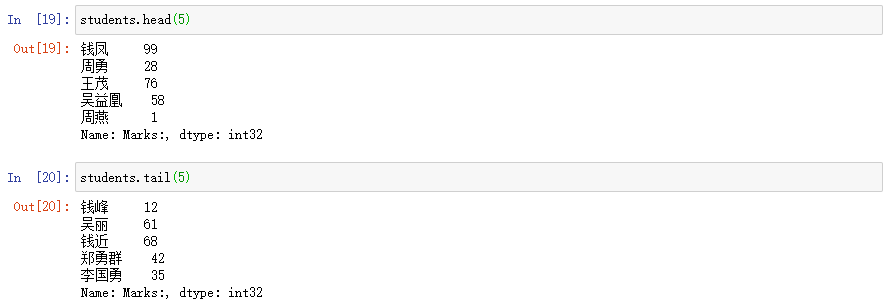 In [19]: students.head(5)
Out[19]: 钱凤 99
周勇 28
王茂 76
吴益凰 58
周燕 1
Name: Marks:, dtype: int32
In [20]: students.tail(5)
Out[20]: 钱峰 12
吴丽 61
钱近 68
郑勇群 42
李国勇 35
Name: Marks:, dtype: int32